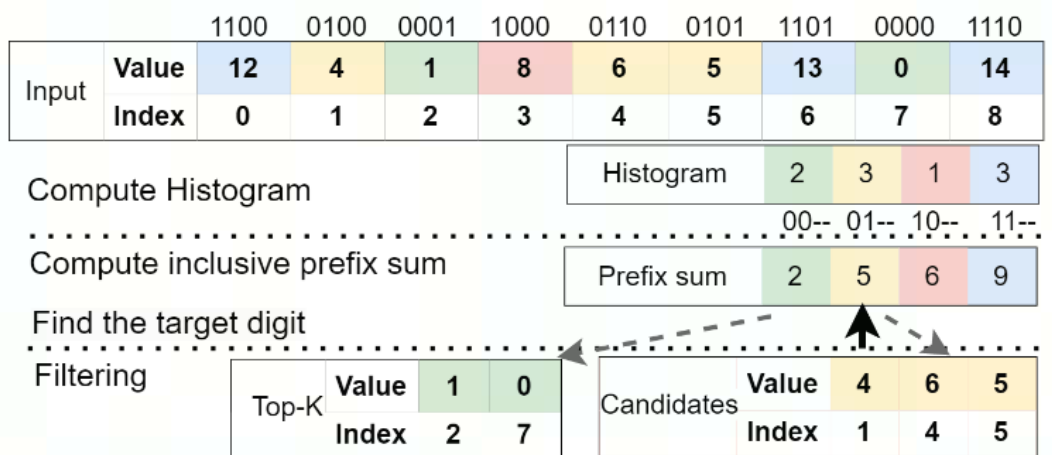 1100 0100 0001 1000 0110 0101 1101 0000 1110
Input Value 12 4 1 8 6 5 13 0 14
Index 0 1 2 3 4 5 6 7 8
Histogram 2 3 1 3
Compute Histogram
00-- 01-- 10-- 11--
Compute inclusive prefix sum
Prefix sum 2 5 6 9
Find the target digit
Filtering
Top-K Value 1 0
Index 2 7
Candidates Value 4 6 5
Index 1 4 5